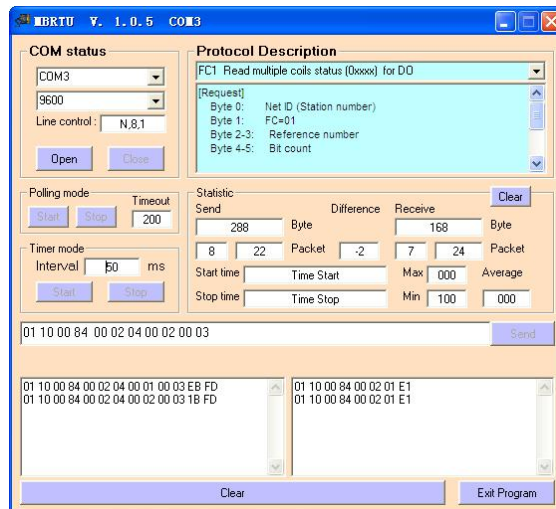 MBRTU V. 1.0.5 COM3
COM status
COM3
9600
Line control : N,8,1
Open Close
Protocol Description
FC1 Read multiple coils status (0xxxx) for DO
[Request]
Byte 0: Net ID (Station number)
Byte 1: FC=01
Byte 2-3: Reference number
Byte 4-5: Bit count
Polling mode
Timeout
Start Stop 200
Timer mode
Interval 50 ms
Start Stop
Statistic Clear
Send Difference Receive
288 Byte 168 Byte
8 22 Packet -2 7 24 Packet
Start time Time Start Max 000 Average
Stop time Time Stop Min 100 000
01 10 00 84 00 02 04 00 02 00 03 Send
01 10 00 84 00 02 04 00 01 00 03 EB FD
01 10 00 84 00 02 04 00 02 00 03 1B FD
01 10 00 84 00 02 01 E1
01 10 00 84 00 02 01 E1
Clear Exit Program